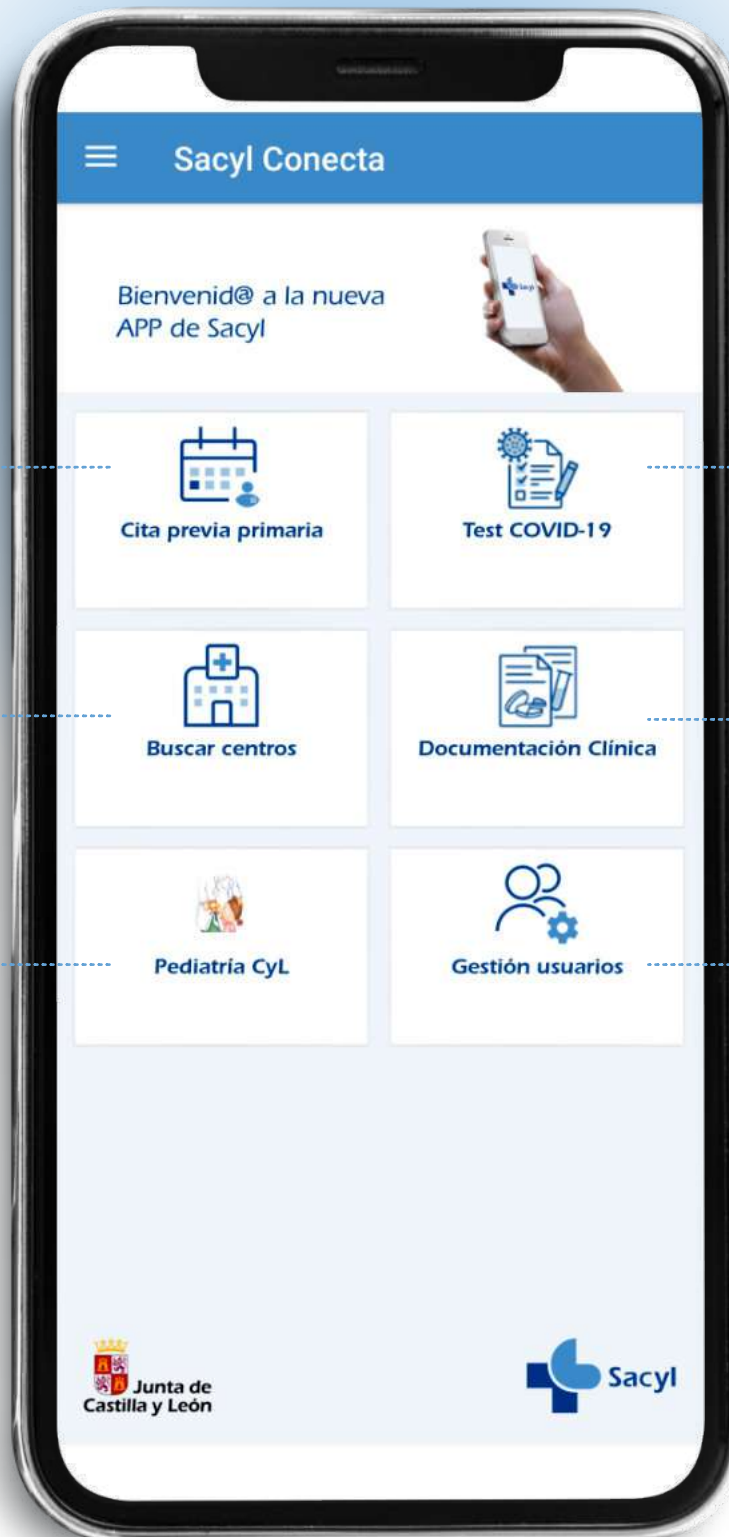 Sacyl Conecta
Bienvenid@ a la nueva
APP de Sacyl
Sacyl
Cita previa primaria
Test COVID-19
Buscar centros
Documentación Clínica
Pediatría CyL
Gestión usuarios
Junta de
Castilla y León
Sacyl